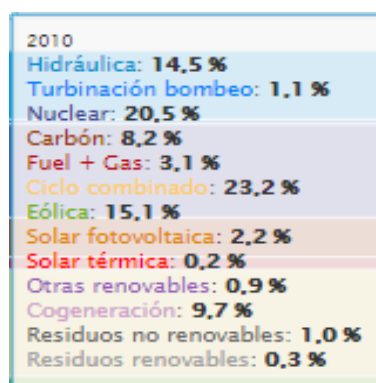 2010
Hidráulica: 14,5 %
Turbinación bombeo: 1,1 %
Nuclear: 20,5 %
Carbón: 8,2 %
Fuel + Gas: 3,1 %
Ciclo combinado: 23,2 %
Eólica: 15,1 %
Solar fotovoltaica: 2,2 %
Solar térmica: 0,2 %
Otras renovables: 0,9 %
Cogeneración: 9,7 %
Residuos no renovables: 1,0 %
Residuos renovables: 0,3 %